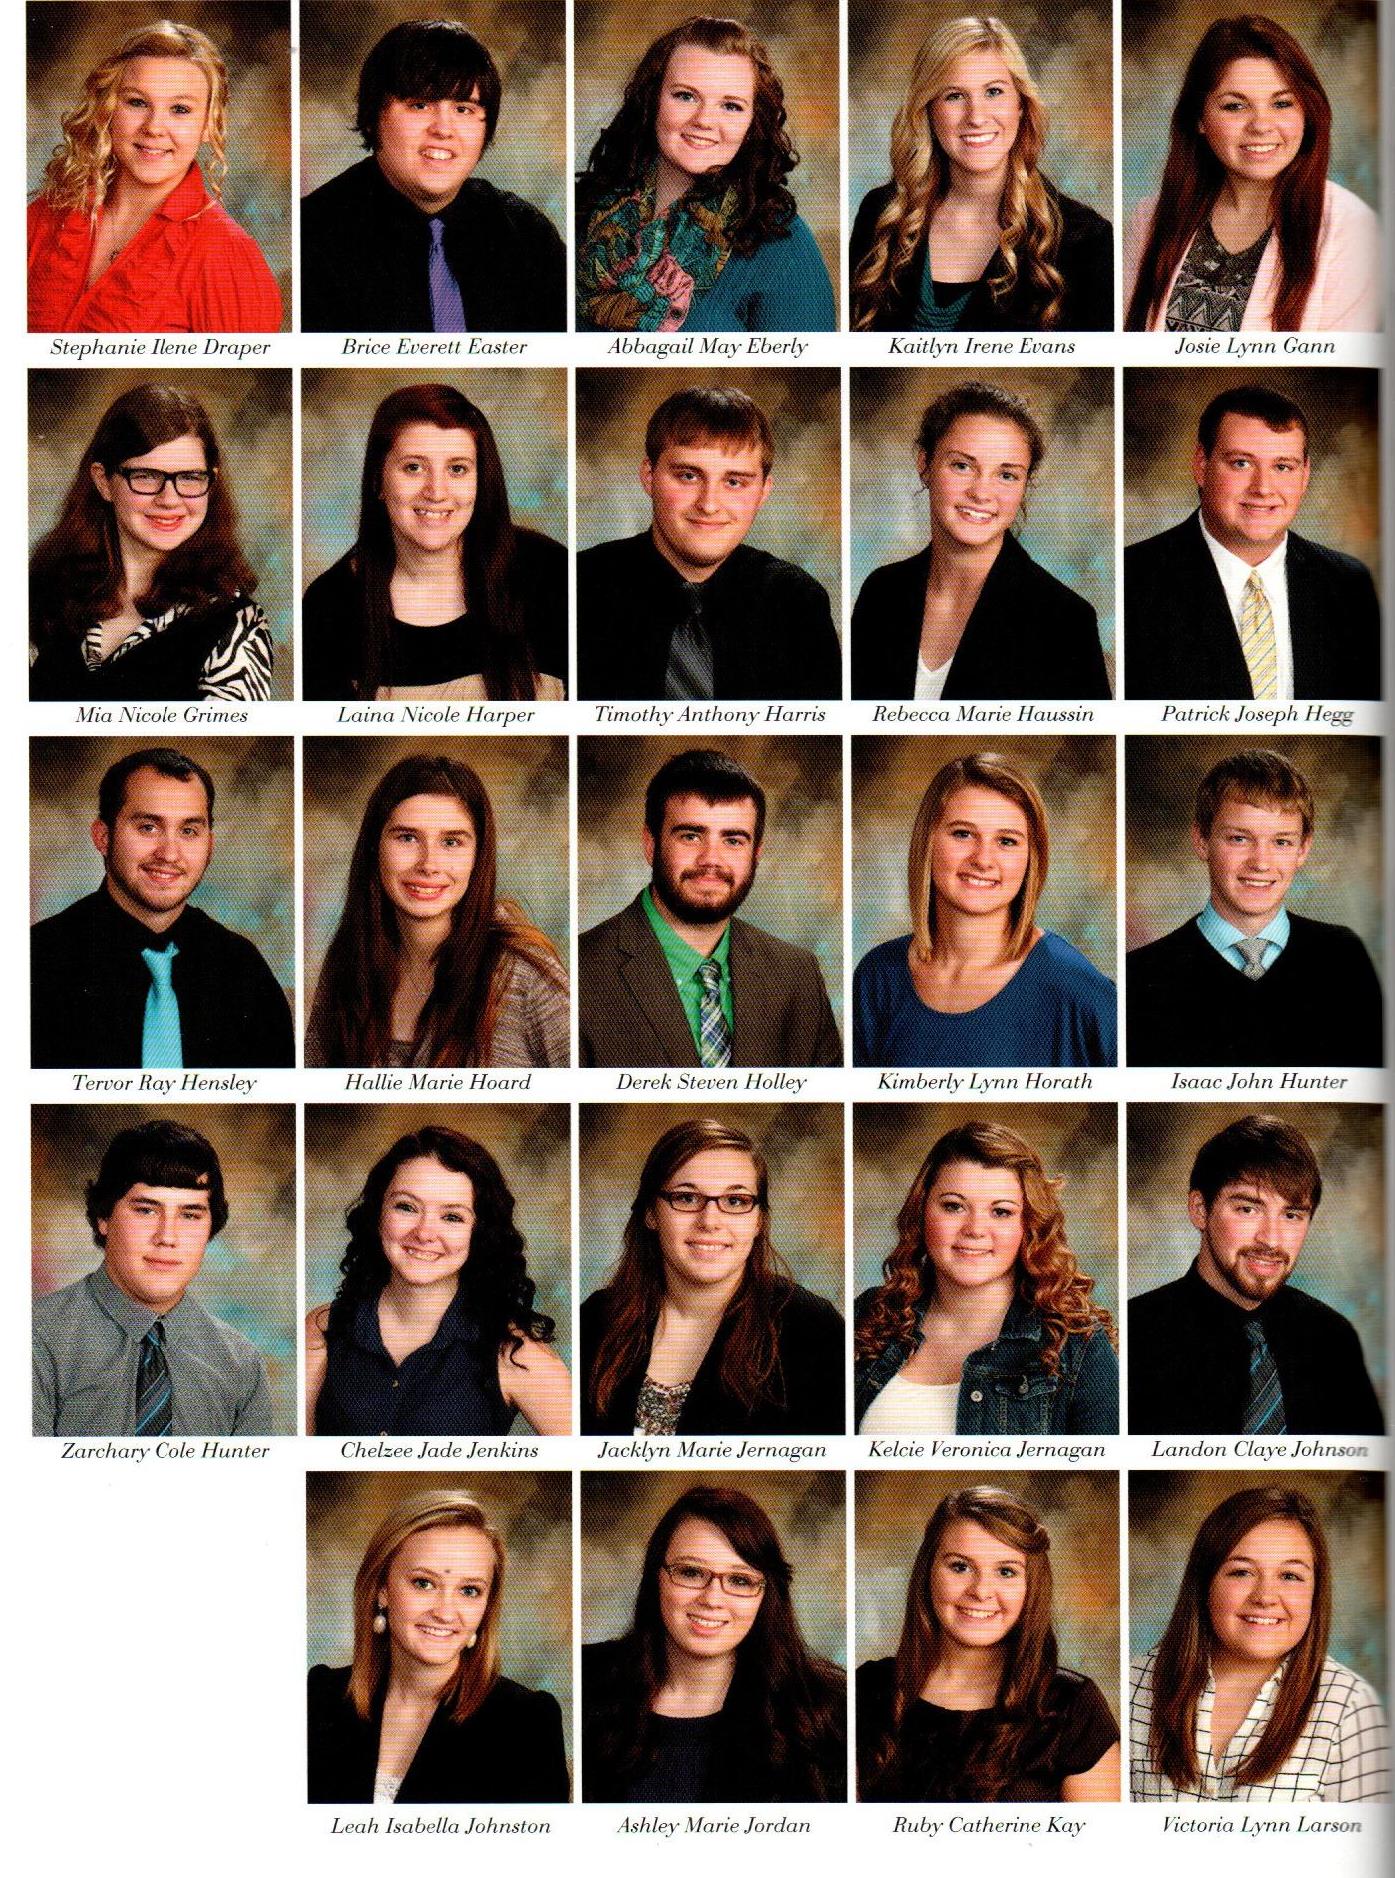 Stephanie Ilene Draper
Brice Everett Easter
Abbagail May Eberly
Kaitlyn Irene Evans
Josie Lynn Gann
Mia Nicole Grimes
Laina Nicole Harper
Timothy Anthony Harris
Rebecca Marie Haussin
Patrick Joseph Hegg
Tervor Ray Hensley
Hallie Marie Hoard
Derek Steven Holley
Kimberly Lynn Horath
Isaac John Hunter
Zarchary Cole Hunter
Chelzee Jade Jenkins
Jacklyn Marie Jernagan
Kelcie Veronica Jernagan
Landon Claye Johnson
Leah Isabella Johnston
Ashley Marie Jordan
Ruby Catherine Kay
Victoria Lynn Larson